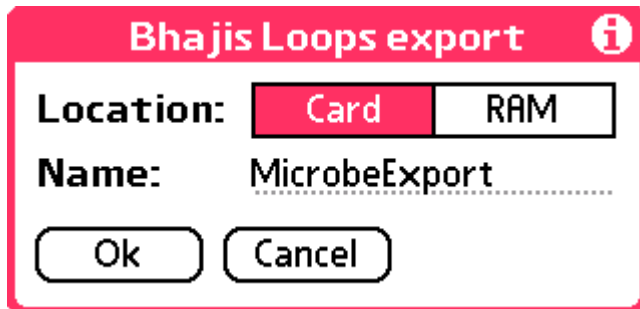 Bhajis Loops export i
Location: Card RAM
Name: MicrobeExport
Ok Cancel